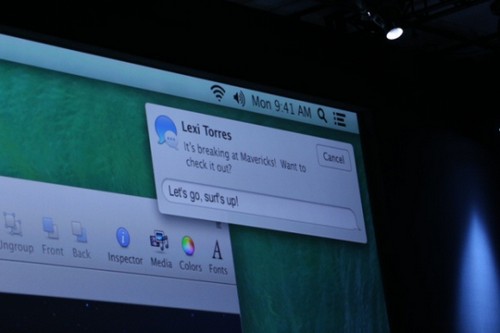 Mon 9:41 AM
Lexi Torres
It's breaking at Mavericks! Want to
check it out?
Cancel
Let's go, surf's up!
Ungroup Front Back Inspector Media Colors Fonts